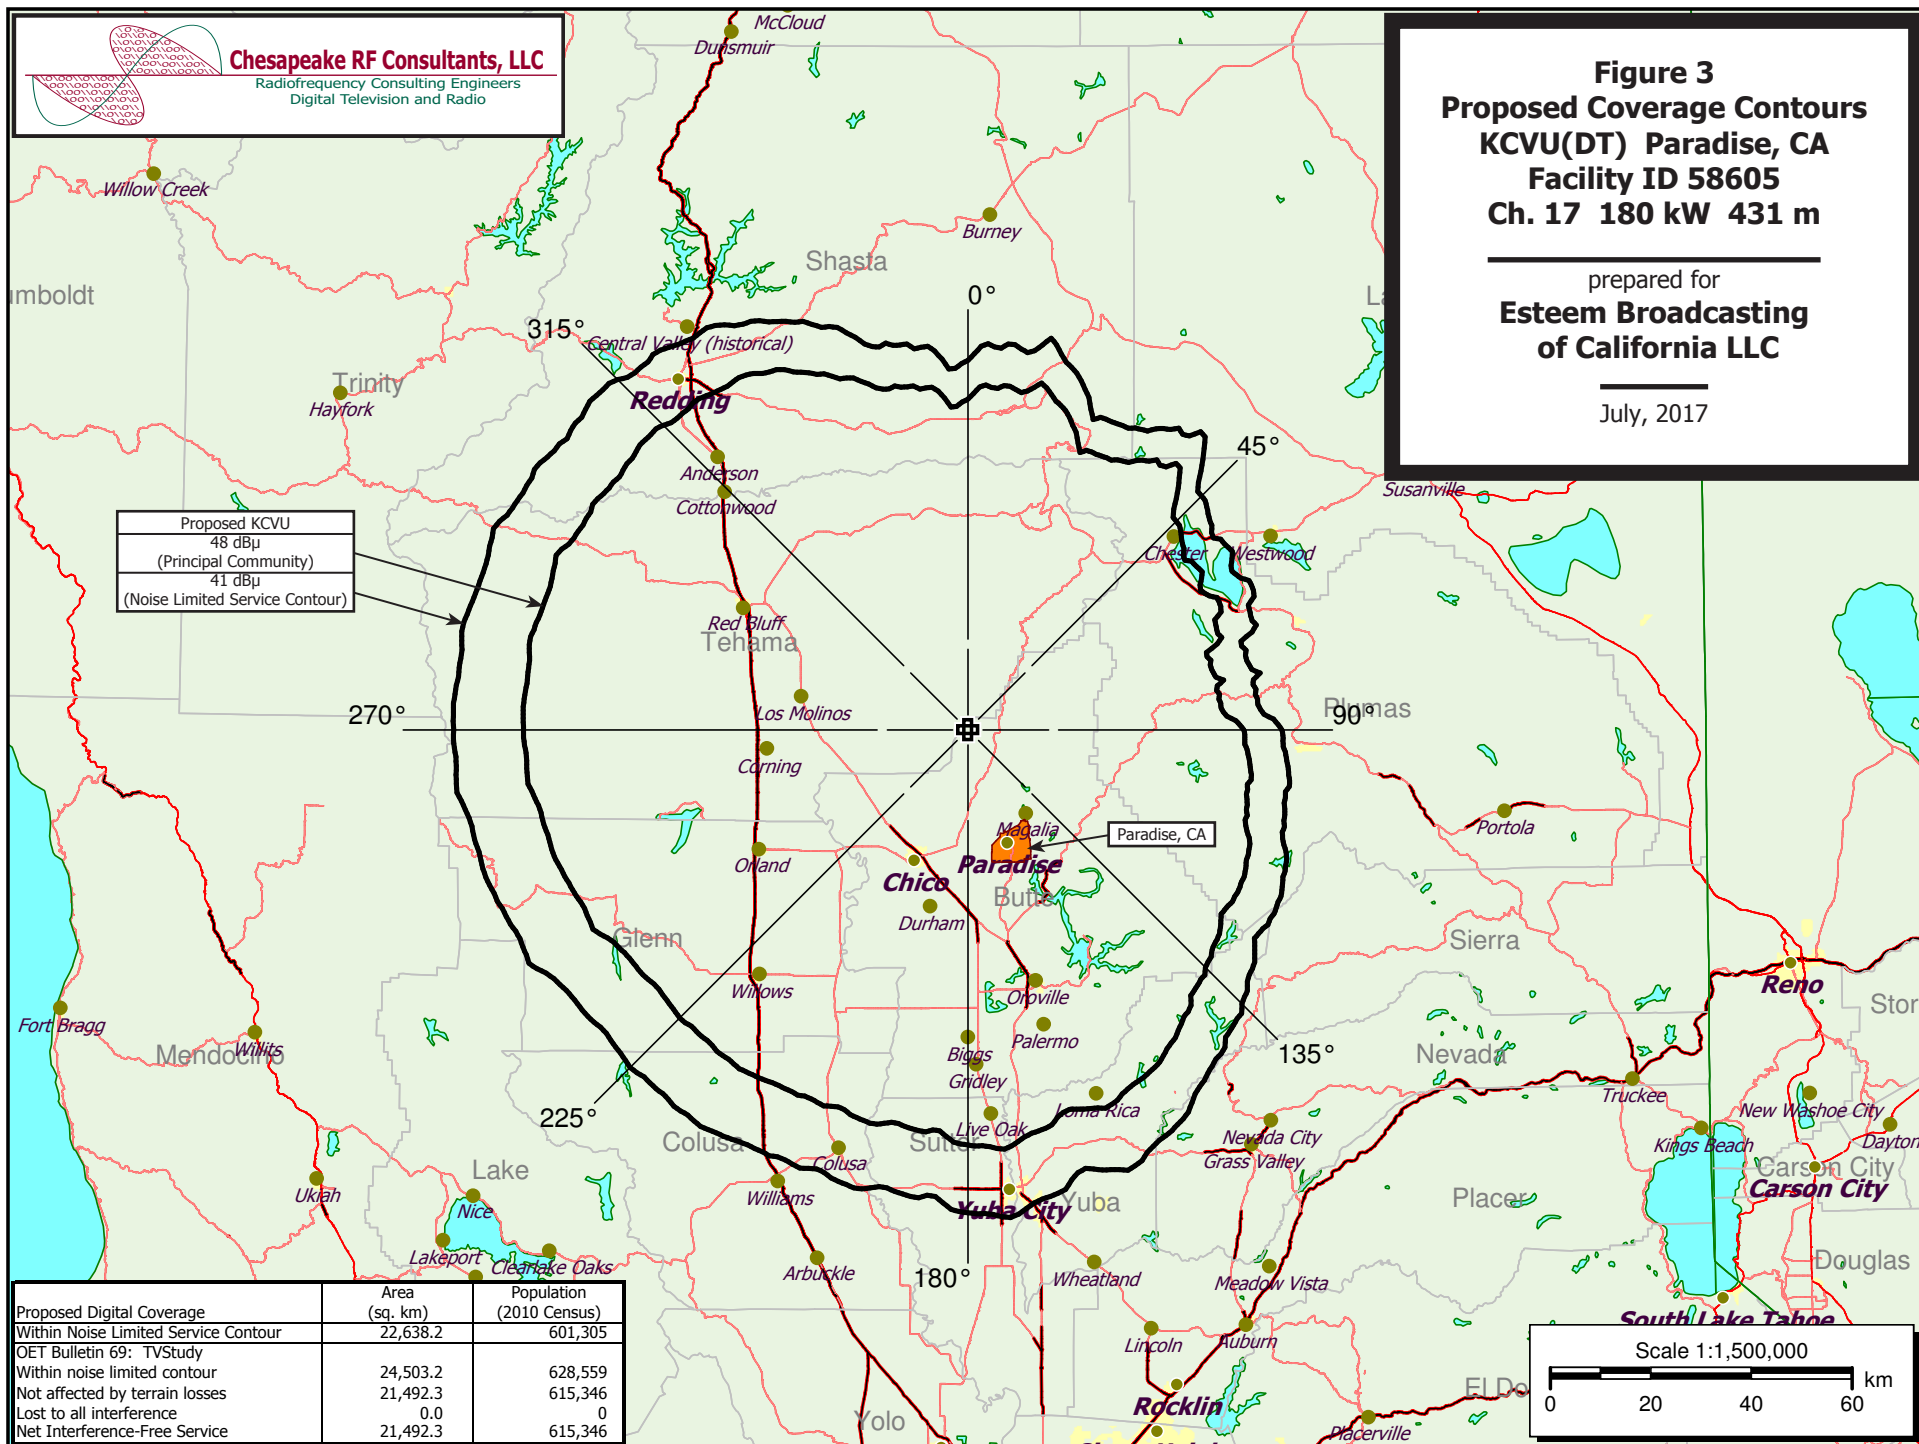 Chesapeake RF Consultants, LLC
Radiofrequency Consulting Engineers
Digital Television and Radio
Figure 3
Proposed Coverage Contours
KCVU(DT)  Paradise, CA
Facility ID 58605
Ch. 17  180 kW  431 m
prepared for
Esteem Broadcasting
of California LLC
July, 2017
McCloud
Dunsmuir
Willow Creek
Burney
Shasta
umboldt
La
0°
315°
Central Valley (historical)
Trinity
Hayfork
Redding
45°
Anderson
Susanville
Cottonwood
Proposed KCVU
48 dBµ
(Principal Community)
41 dBµ
(Noise Limited Service Contour)
Chester
Westwood
Red Bluff
Tehama
270°
Los Molinos
Plumas
90°
Corning
Magalia
Paradise, CA
Portola
Orland
Paradise
Chico
Butte
Durham
Glenn
Sierra
Willows
Oroville
Reno
Stor
Fort Bragg
Mendocino
Willits
Palermo
Biggs
Gridley
135°
Nevada
Truckee
225°
Loma Rica
New Washoe City
Live Oak
Nevada City
Kings Beach
Dayton
Colusa
Sutter
Colusa
Grass Valley
Carson City
Lake
Ukiah
Williams
Nice
Yuba City
Yuba
Placer
Carson City
Lakeport
Clearlake Oaks
Arbuckle
180°
Wheatland
Meadow Vista
Douglas
South Lake Tahoe
Lincoln
Auburn
El Do
Rocklin
Yolo
Placerville
Proposed Digital Coverage
Area
(sq. km)
Population
(2010 Census)
Within Noise Limited Service Contour 22,638.2 601,305
OET Bulletin 69:  TVStudy
Within noise limited contour 24,503.2 628,559
Not affected by terrain losses 21,492.3 615,346
Lost to all interference 0.0 0
Net Interference-Free Service 21,492.3 615,346
Scale 1:1,500,000
0 20 40 60
km